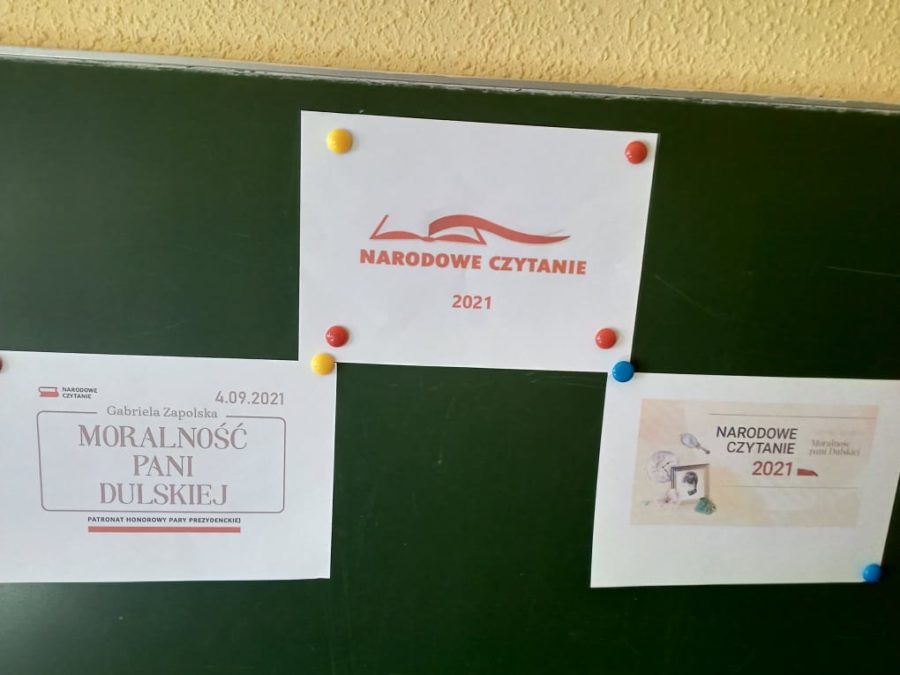 NARODOWE CZYTANIE
2021
NARODOWE
CZYTANIE
4.09.2021
Gabriela Zapolska
MORALNOŚĆ
PANI
DULSKIEJ
PATRONAT HONOROWY PARY PREZYDENCKIEJ
NARODOWE
CZYTANIE
2021
Moralność
pani Dulskiej